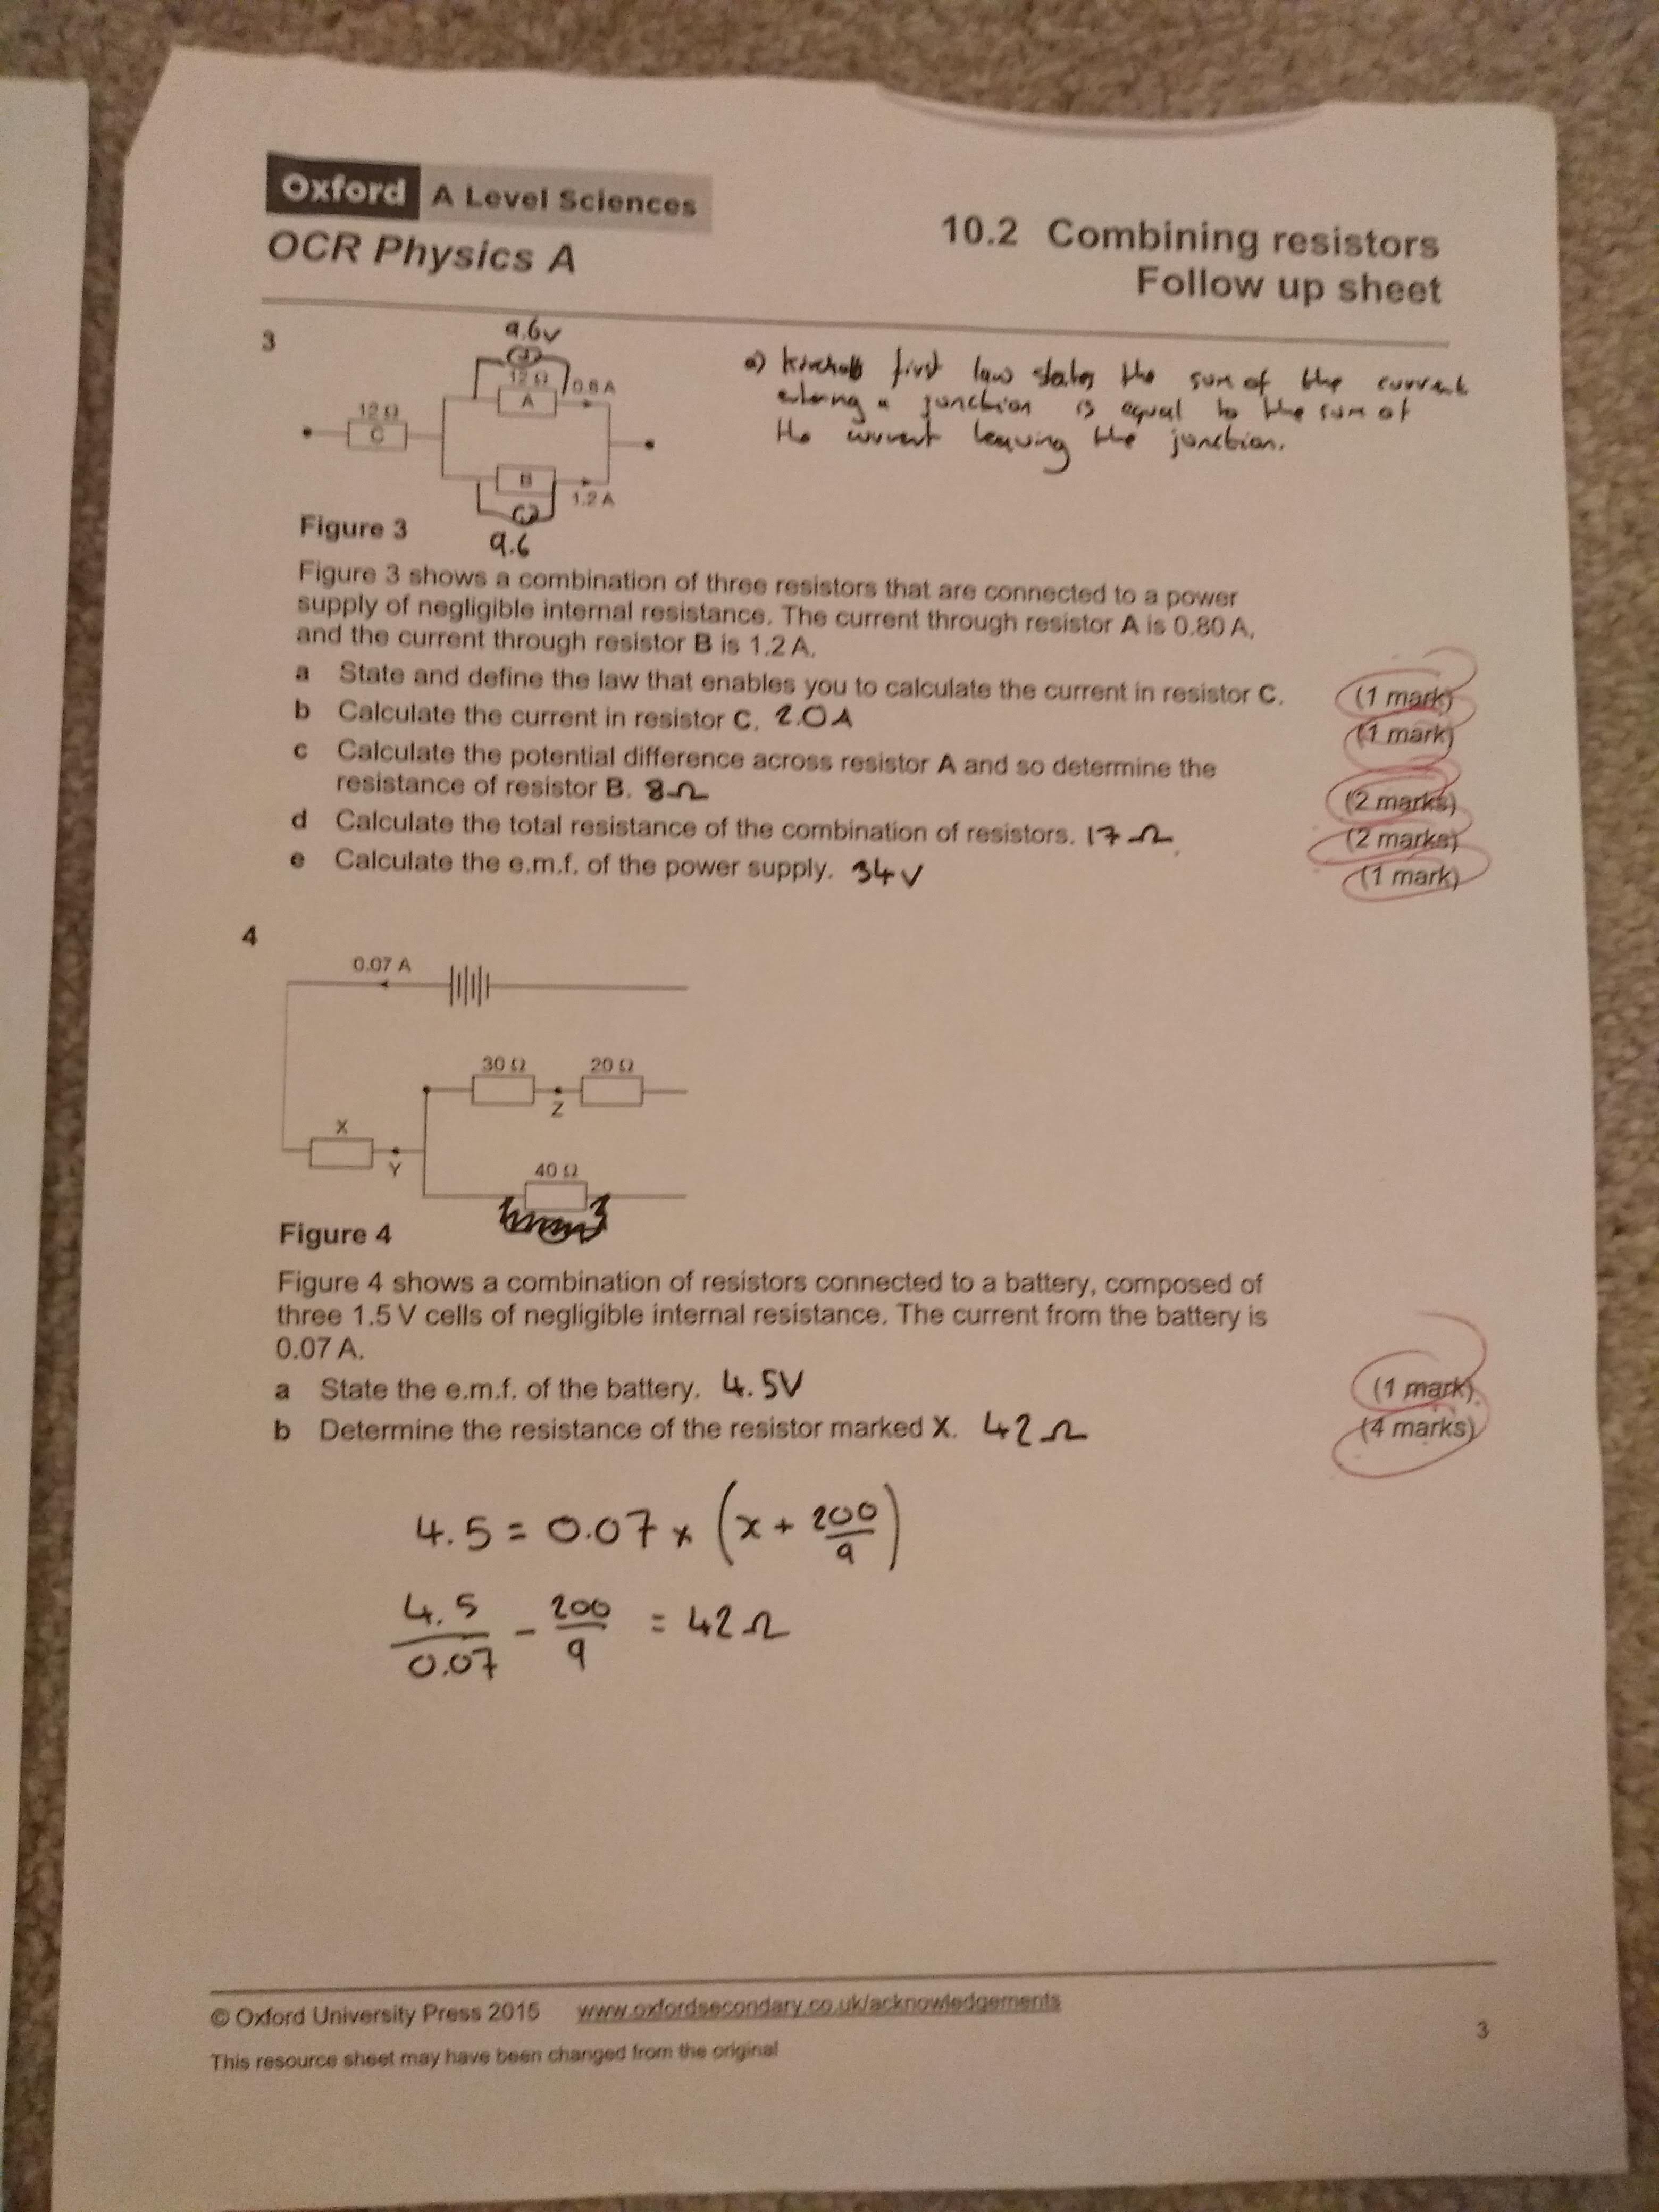 Oxford A Level Sciences
OCR Physics A
10.2 Combining resistors
Follow up sheet
3
9.6v
12 Ω
0.8 A
A
12 Ω
C
B
1.2 A
9.6
Figure 3
a) Kirchoff first law states the sum of the current
entering a junction is equal to the sum of
the current leaving the junction.
Figure 3 shows a combination of three resistors that are connected to a power
supply of negligible internal resistance. The current through resistor A is 0.80 A,
and the current through resistor B is 1.2 A.
a State and define the law that enables you to calculate the current in resistor C. (1 mark)
b Calculate the current in resistor C. 2.0A (1 mark)
c Calculate the potential difference across resistor A and so determine the
resistance of resistor B. 8Ω (2 marks)
d Calculate the total resistance of the combination of resistors. 17Ω (2 marks)
e Calculate the e.m.f. of the power supply. 34V (1 mark)
4
0.07 A
30 Ω 20 Ω
Z
X
Y
40 Ω
Figure 4
Figure 4 shows a combination of resistors connected to a battery, composed of
three 1.5 V cells of negligible internal resistance. The current from the battery is
0.07 A.
a State the e.m.f. of the battery. 4.5V (1 mark)
b Determine the resistance of the resistor marked X. 42Ω (4 marks)
4.5 = 0.07 × (x + 200/9)
4.5/0.07 - 200/9 = 42Ω
© Oxford University Press 2015 www.oxfordsecondary.co.uk/acknowledgements
This resource sheet may have been changed from the original
3